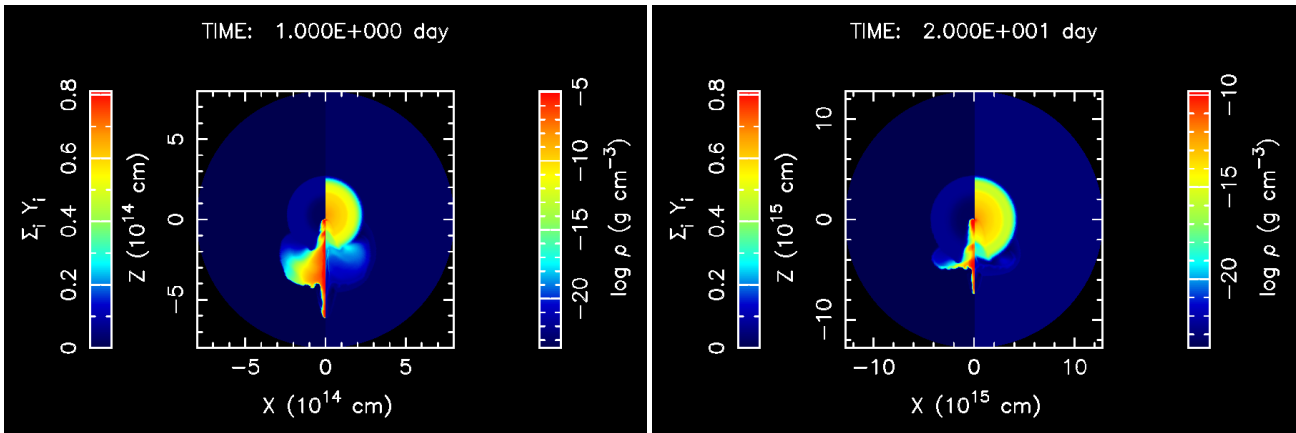 TIME: 1.000E+000 day
0 0.2 0.4 0.6 0.8
Σi Yi
Z (10^14 cm)
5
0
−5
−5 0 5
X (10^14 cm)
−20 −15 −10 −5
log ρ (g cm^−3)
TIME: 2.000E+001 day
0 0.2 0.4 0.6 0.8
Σi Yi
Z (10^15 cm)
10
0
−10
−10 0 10
X (10^15 cm)
−20 −15 −10
log ρ (g cm^−3)